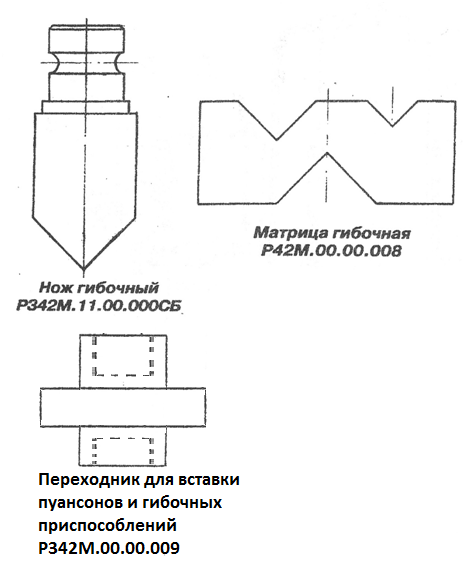 Нож гибочный
Р342М.11.00.000СБ
Матрица гибочная
Р42М.00.00.008
Переходник для вставки
пуансонов и гибочных
приспособлений
Р342М.00.00.009